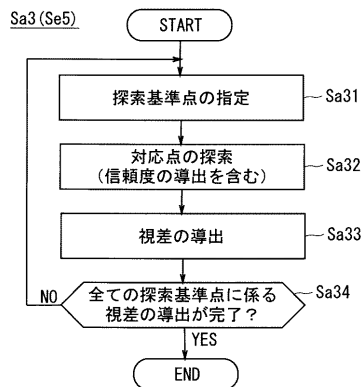 Sa3(Se5)
START
探索基準点の指定
Sa31
対応点の探索
(信頼度の導出を含む)
Sa32
視差の導出
Sa33
全ての探索基準点に係る
視差の導出が完了?
Sa34
NO
YES
END